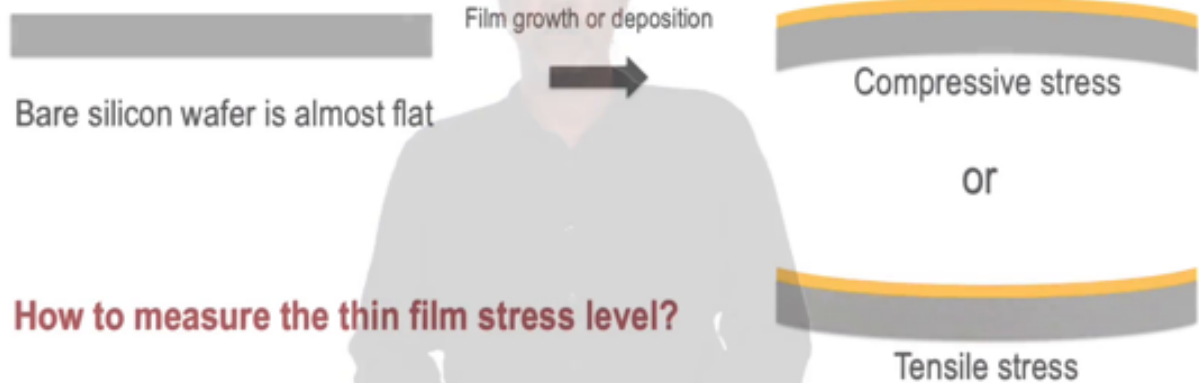 Film growth or deposition
Bare silicon wafer is almost flat
Compressive stress
or
How to measure the thin film stress level?
Tensile stress